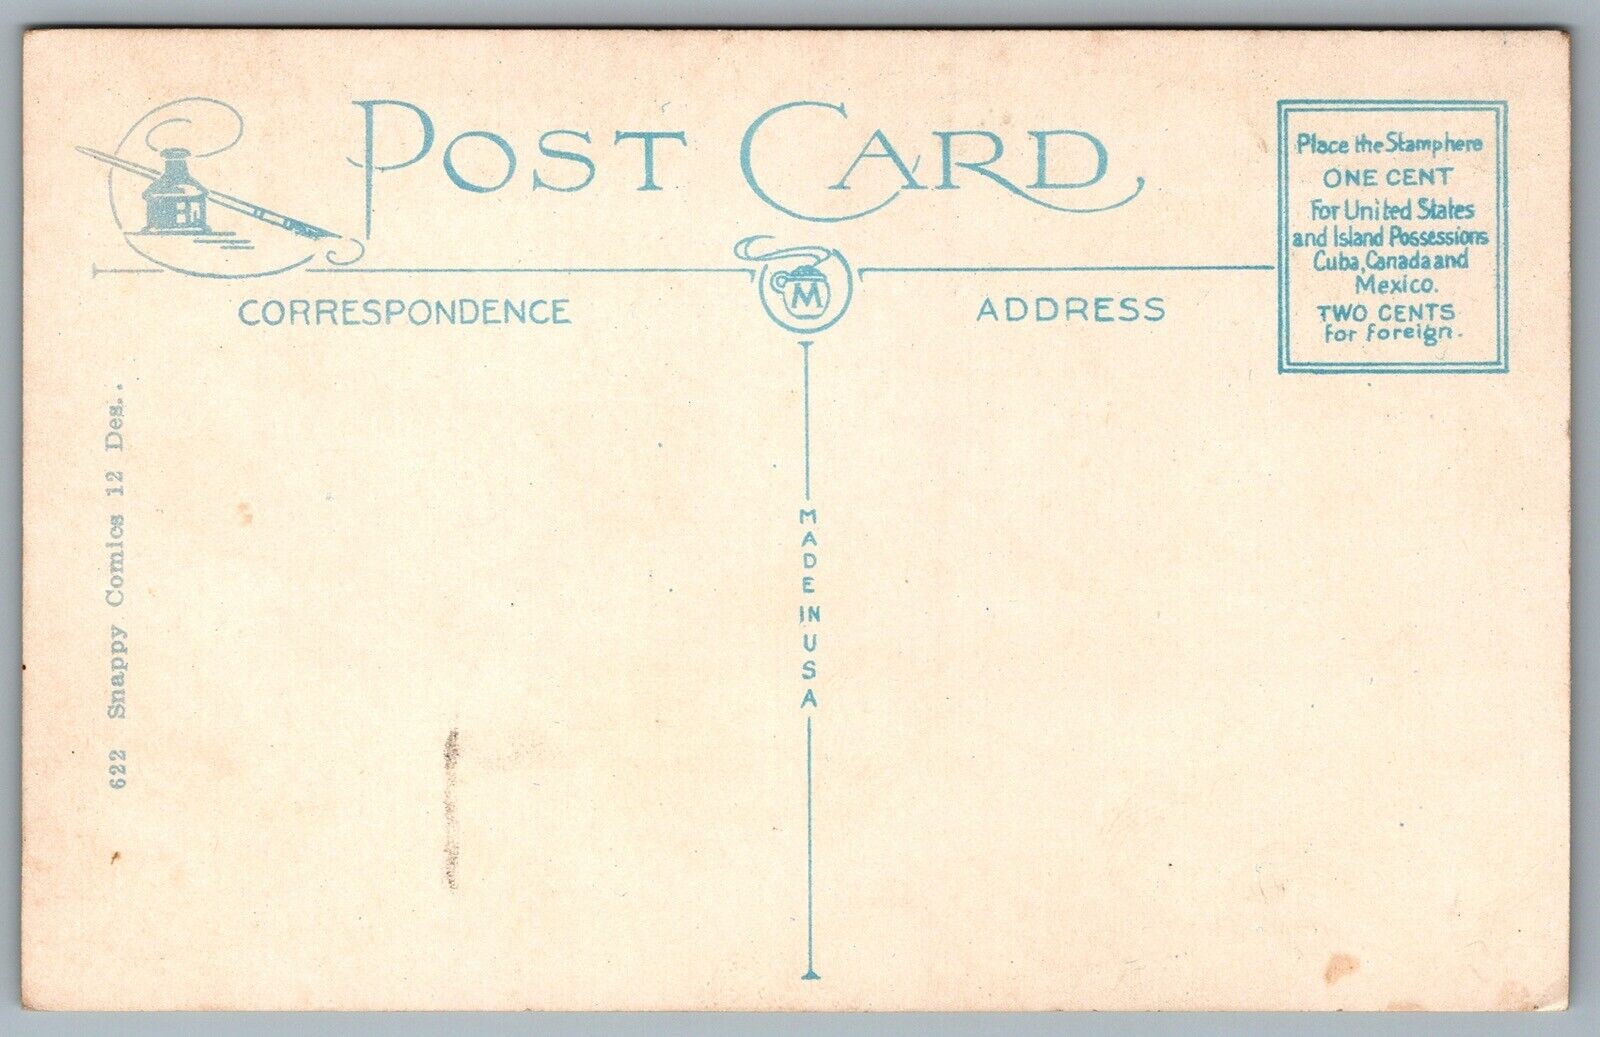 POST CARD
Place the Stamp here
ONE CENT
For United States
and Island Possessions
Cuba, Canada and
Mexico.
TWO CENTS
for foreign.
M
CORRESPONDENCE
ADDRESS
MADE IN USA
622 Snappy Comics 12 Des..